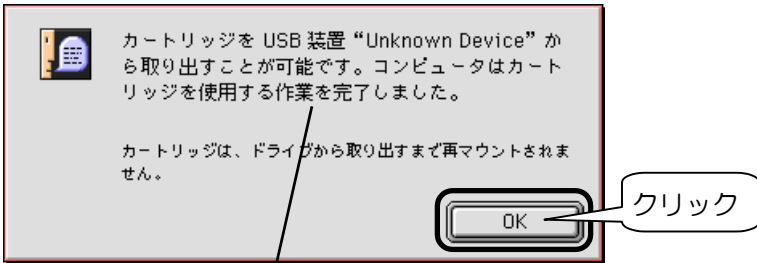 カートリッジを USB 装置“Unknown Device”か
ら取り出すことが可能です。コンピュータはカート
リッジを使用する作業を完了しました。
カートリッジは、ドライブから取り出すまで再マウントされま
せん。
OK
クリック